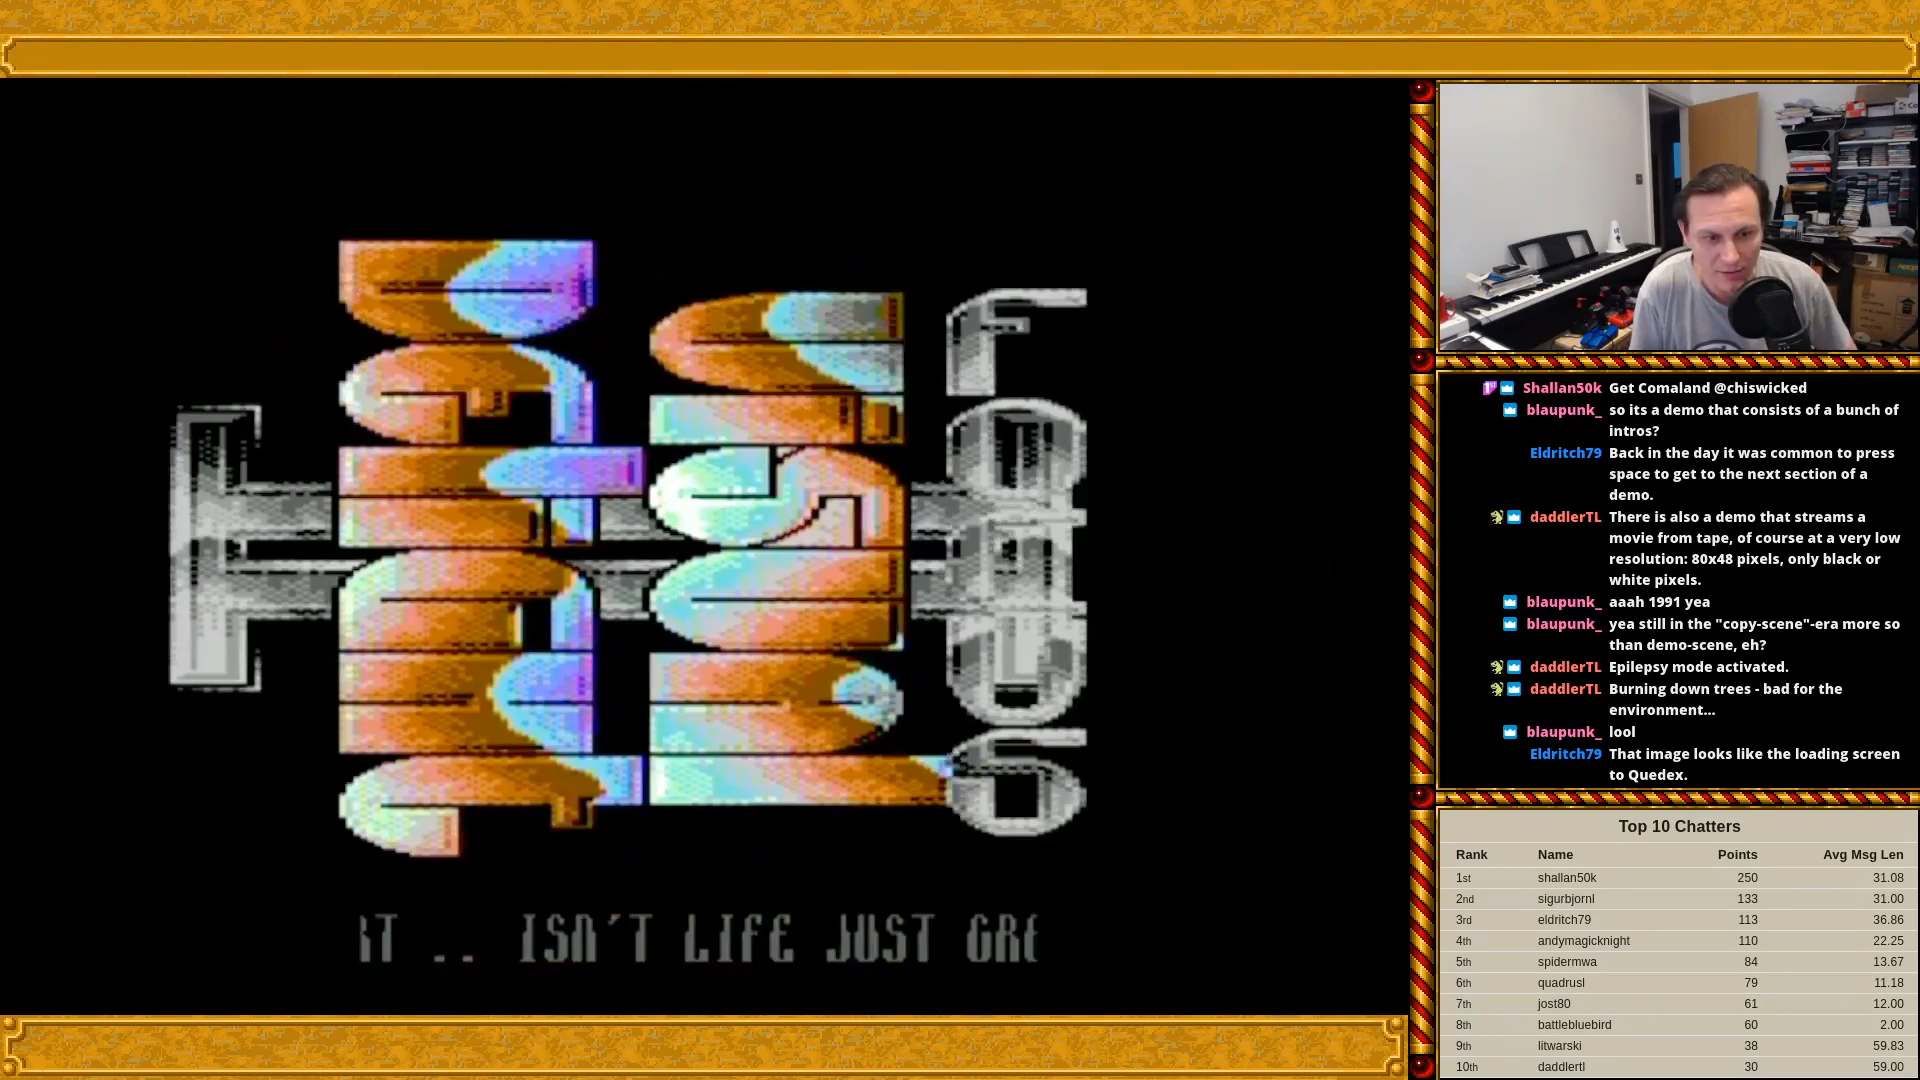 ISN'T LIFE JUST GRE
Shallan50k Get Comaland @chiswicked
blaupunk_ so its a demo that consists of a bunch of
intros?
Eldritch79 Back in the day it was common to press
space to get to the next section of a
demo.
daddlerTL There is also a demo that streams a
movie from tape, of course at a very low
resolution: 80x48 pixels, only black or
white pixels.
blaupunk_ aaah 1991 yea
blaupunk_ yea still in the "copy-scene"-era more so
than demo-scene, eh?
daddlerTL Epilepsy mode activated.
daddlerTL Burning down trees - bad for the
environment...
blaupunk_ lool
Eldritch79 That image looks like the loading screen
to Quedex.
Top 10 Chatters
Rank Name Points Avg Msg Len
1st shallan50k 250 31.08
2nd sigurbjornl 133 31.00
3rd eldritch79 113 36.86
4th andymagicknight 110 22.25
5th spidermwa 84 13.67
6th quadrusl 79 11.18
7th jost80 61 12.00
8th battlebluebird 60 2.00
9th litwarski 38 59.83
10th daddlertl 30 59.00